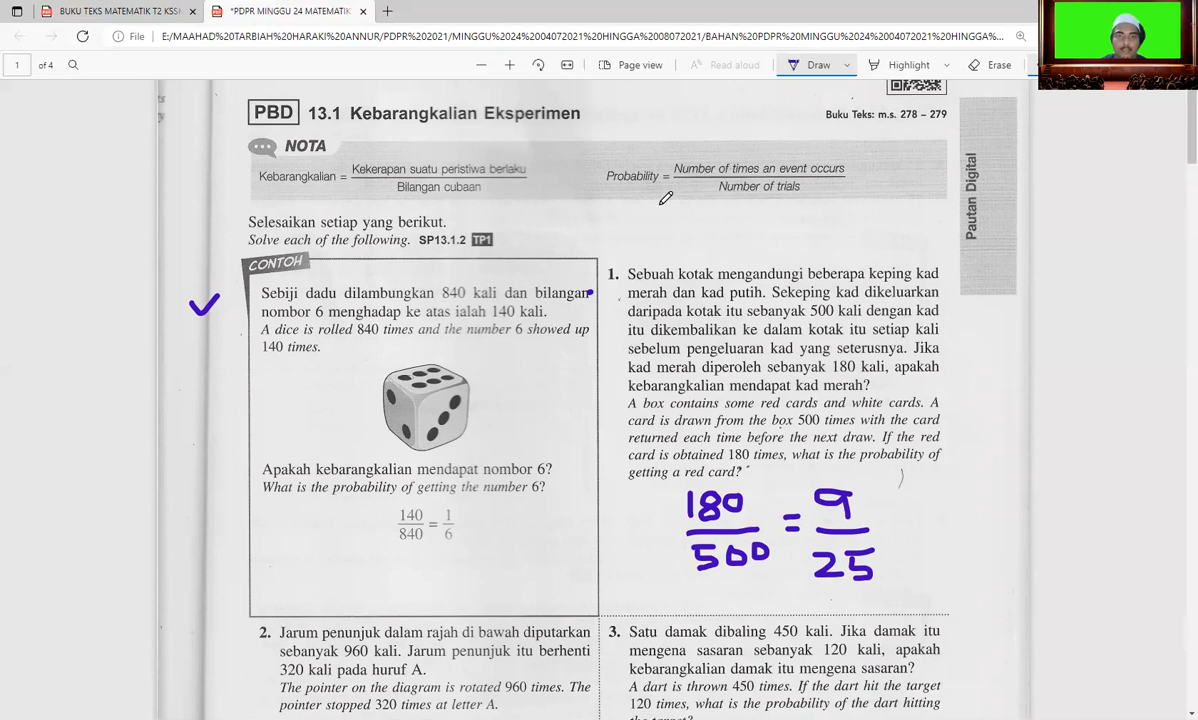 BUKU TEKS MATEMATIK T2 KSSM
*PDPR MINGGU 24 MATEMATIK
File
E:/MAAHAD%20TARBIAH%20HARAKI%20ANNUR/PDPR%202021/MINGGU%2024%2004072021%20HINGGA%2008072021/BAHAN%20PDPR%20MINGGU%2024%2004072021%20HINGGA%...
1
of 4
Page view
Read aloud
Draw
Highlight
Erase
PBD 13.1 Kebarangkalian Eksperimen
Buku Teks: m.s. 278 – 279
NOTA
Kebarangkalian = Kekerapan suatu peristiwa berlaku
Bilangan cubaan
Probability = Number of times an event occurs
Number of trials
Pautan Digital
Selesaikan setiap yang berikut.
Solve each of the following. SP13.1.2 TP1
CONTOH
Sebiji dadu dilambungkan 840 kali dan bilangan
nombor 6 menghadap ke atas ialah 140 kali.
A dice is rolled 840 times and the number 6 showed up
140 times.
Apakah kebarangkalian mendapat nombor 6?
What is the probability of getting the number 6?
140/840 = 1/6
1. Sebuah kotak mengandungi beberapa keping kad
merah dan kad putih. Sekeping kad dikeluarkan
daripada kotak itu sebanyak 500 kali dengan kad
itu dikembalikan ke dalam kotak itu setiap kali
sebelum pengeluaran kad yang seterusnya. Jika
kad merah diperoleh sebanyak 180 kali, apakah
kebarangkalian mendapat kad merah?
A box contains some red cards and white cards. A
card is drawn from the box 500 times with the card
returned each time before the next draw. If the red
card is obtained 180 times, what is the probability of
getting a red card?
180/500 = 9/25
2. Jarum penunjuk dalam rajah di bawah diputarkan
sebanyak 960 kali. Jarum penunjuk itu berhenti
320 kali pada huruf A.
The pointer on the diagram is rotated 960 times. The
pointer stopped 320 times at letter A.
3. Satu damak dibaling 450 kali. Jika damak itu
mengena sasaran sebanyak 120 kali, apakah
kebarangkalian damak itu mengena sasaran?
A dart is thrown 450 times. If the dart hit the target
120 times, what is the probability of the dart hitting